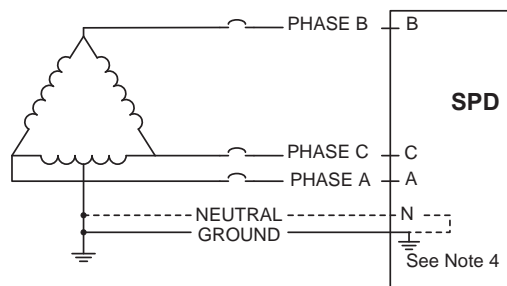 PHASE B B
SPD
PHASE C C
PHASE A A
NEUTRAL N
GROUND
See Note 4